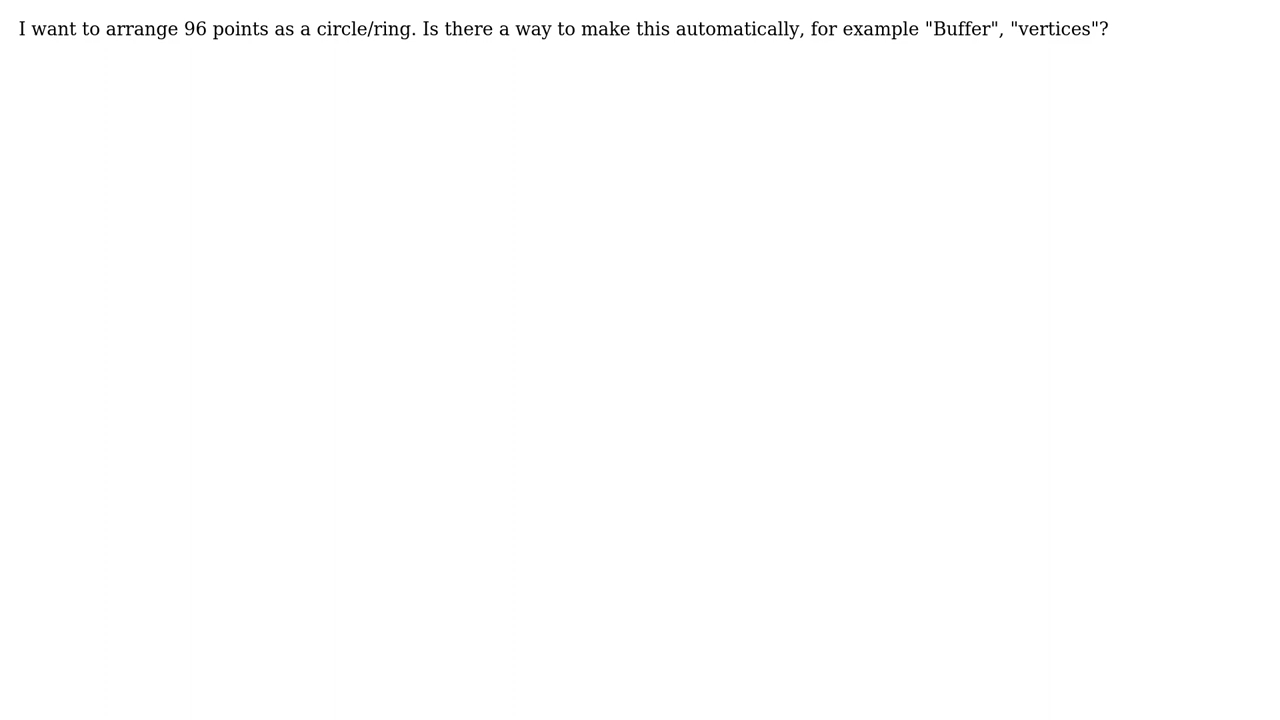 I want to arrange 96 points as a circle/ring. Is there a way to make this automatically, for example "Buffer", "vertices"?